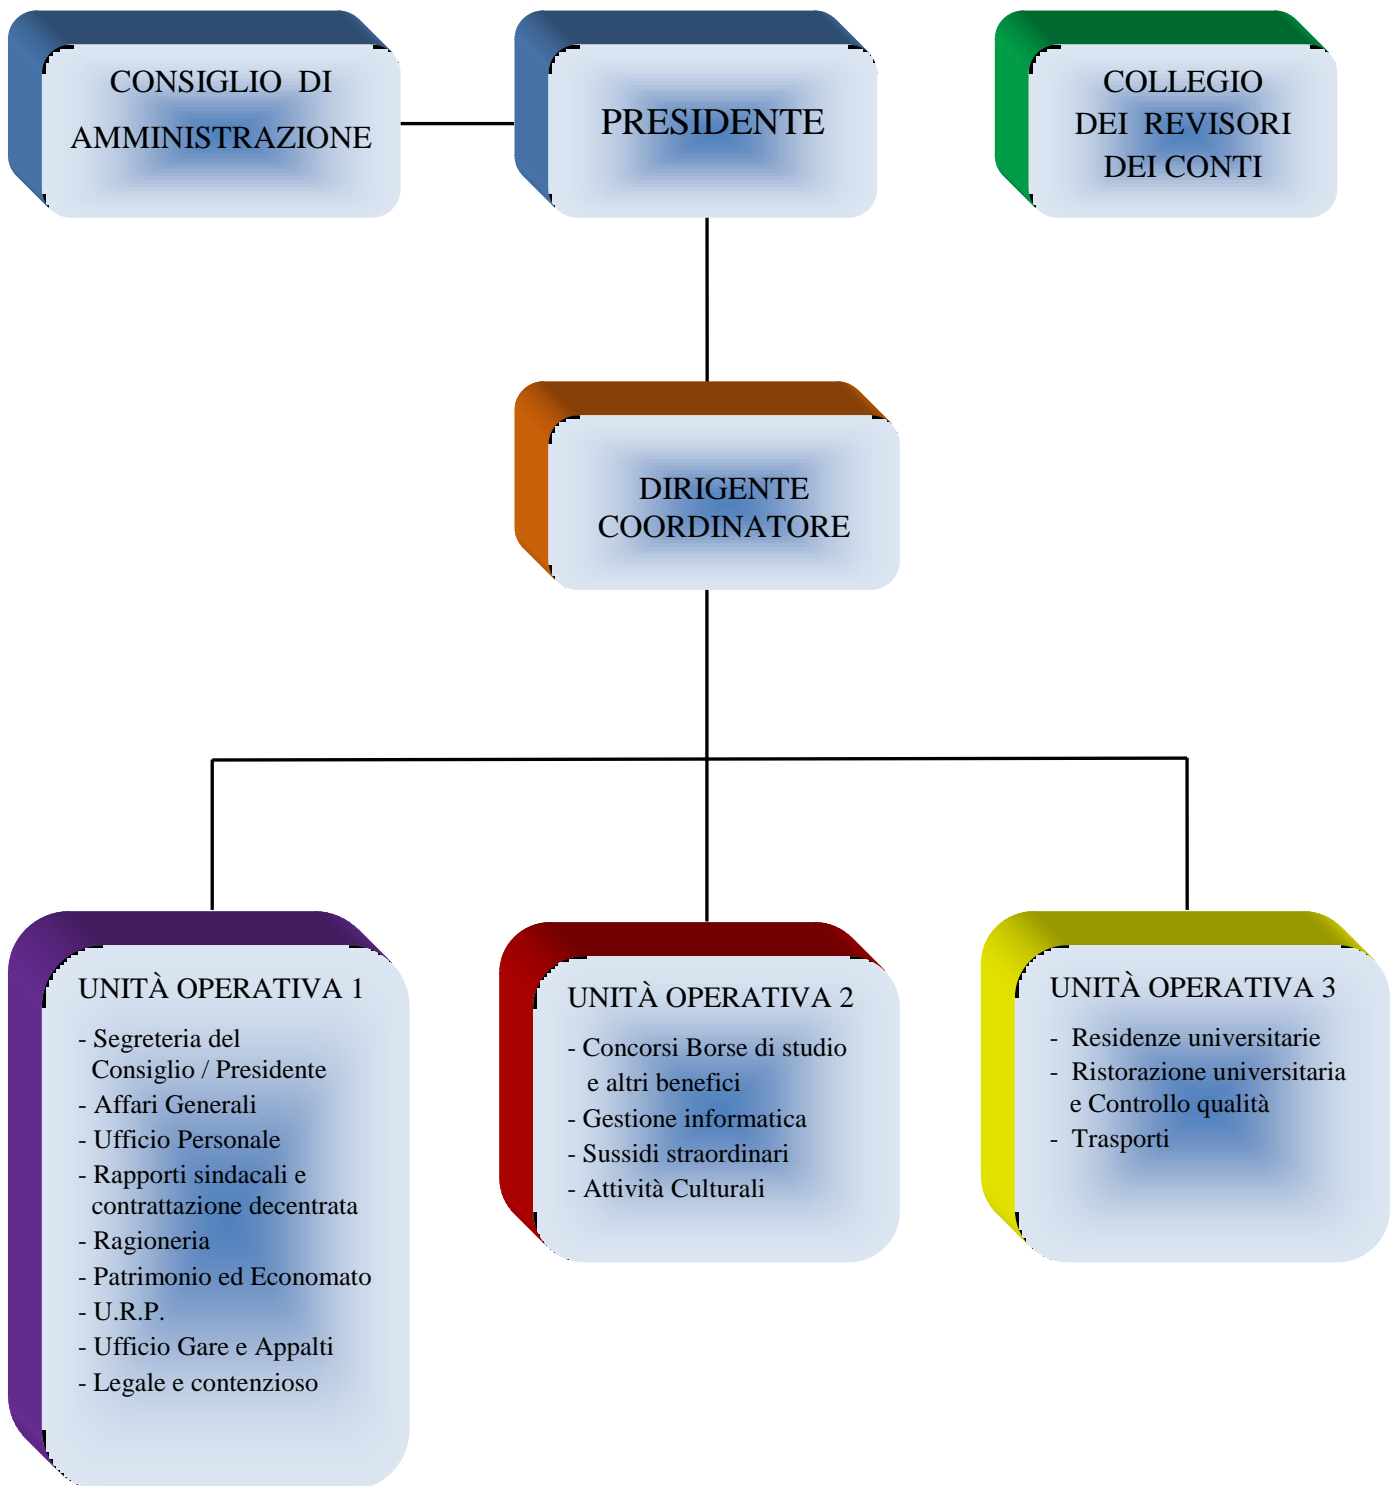 CONSIGLIO DI
AMMINISTRAZIONE
PRESIDENTE
COLLEGIO
DEI REVISORI
DEI CONTI
DIRIGENTE
COORDINATORE
UNITÀ OPERATIVA 1
- Segreteria del
Consiglio / Presidente
- Affari Generali
- Ufficio Personale
- Rapporti sindacali e
contrattazione decentrata
- Ragioneria
- Patrimonio ed Economato
- U.R.P.
- Ufficio Gare e Appalti
- Legale e contenzioso
UNITÀ OPERATIVA 2
- Concorsi Borse di studio
e altri benefici
- Gestione informatica
- Sussidi straordinari
- Attività Culturali
UNITÀ OPERATIVA 3
- Residenze universitarie
- Ristorazione universitaria
e Controllo qualità
- Trasporti